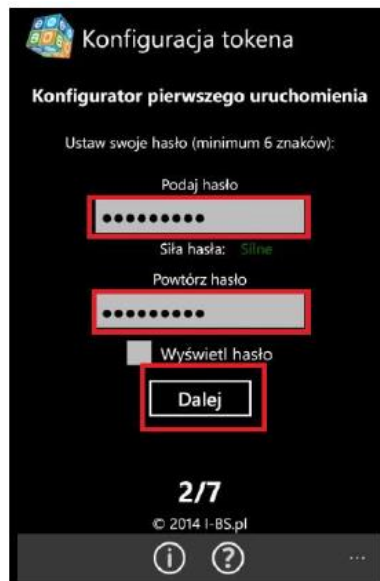 Konfiguracja tokena
Konfigurator pierwszego uruchomienia
Ustaw swoje hasło (minimum 6 znaków):
Podaj hasło
•••••••••
Siła hasła: Silne
Powtórz hasło
•••••••••
Wyświetl hasło
Dalej
2/7
© 2014 I-BS.pl
i ?
...